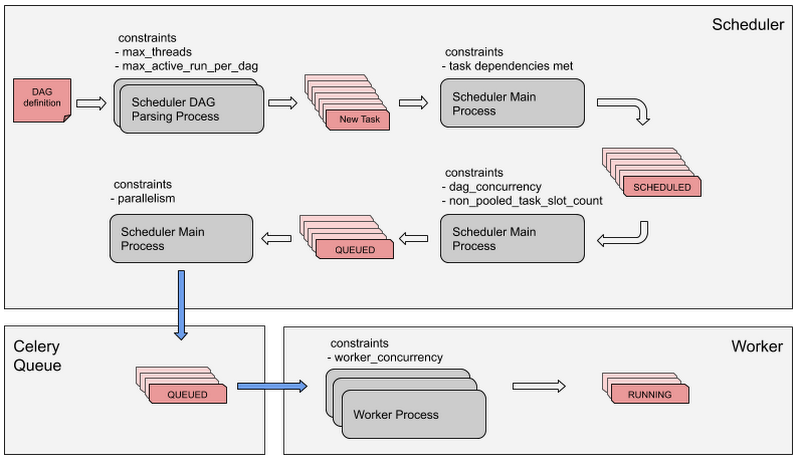 Scheduler
constraints
- max_threads
- max_active_run_per_dag
DAG
definition
Scheduler DAG
Parsing Process
New Task
constraints
- task dependencies met
Scheduler Main
Process
SCHEDULED
constraints
- dag_concurrency
- non_pooled_task_slot_count
Scheduler Main
Process
QUEUED
constraints
- parallelism
Scheduler Main
Process
Celery
Queue
QUEUED
Worker
constraints
- worker_concurrency
Worker Process
RUNNING